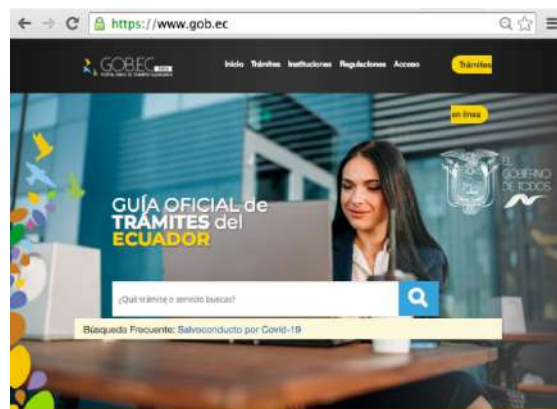 https://www.gob.ec
GOB.EC
Inicio Trámites Instituciones Regulaciones Acceso
Trámites
en línea
EL
GOBIERNO
DE TODOS
GUÍA OFICIAL de
TRÁMITES del
ECUADOR
¿Qué trámite o servicio buscas?
Búsqueda Frecuente: Salvoconducto por Covid-19